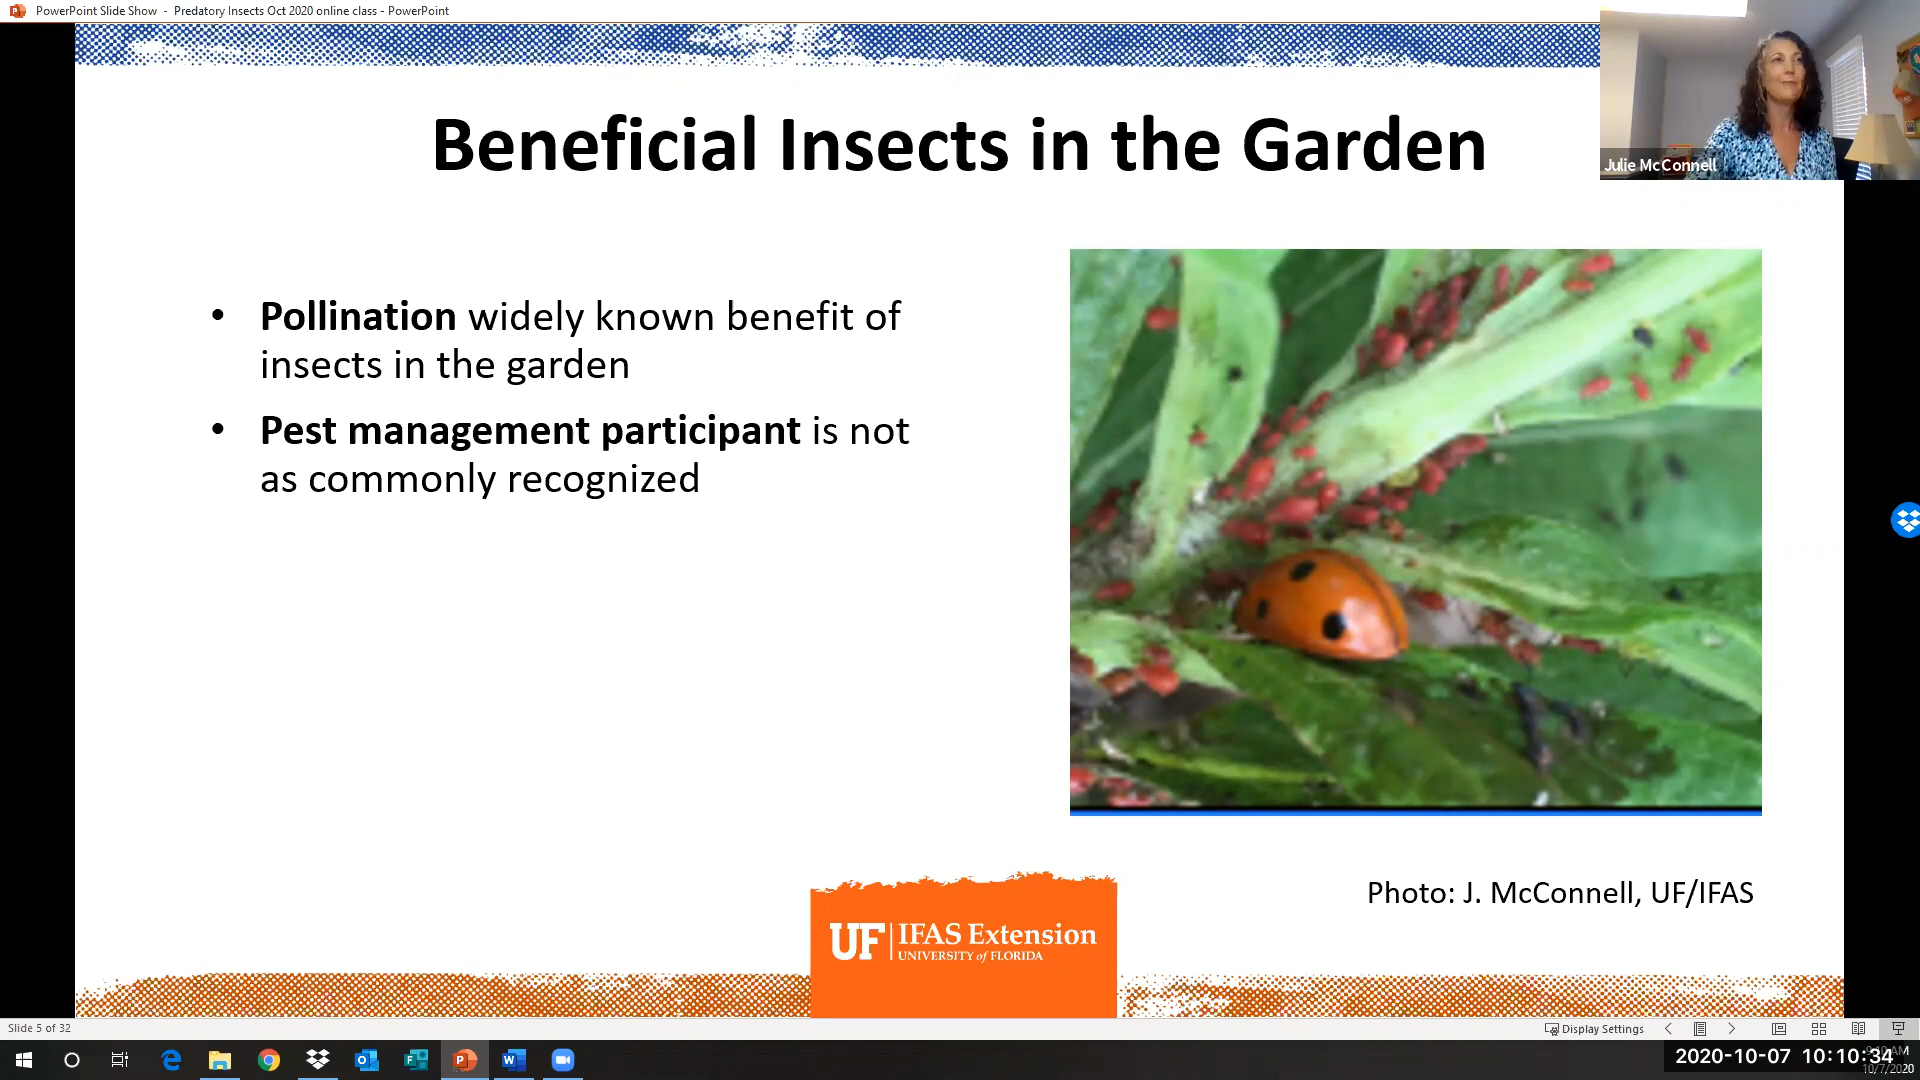 PowerPoint Slide Show - Predatory Insects Oct 2020 online class - PowerPoint
Julie McConnell
Beneficial Insects in the Garden
• Pollination widely known benefit of
insects in the garden
• Pest management participant is not
as commonly recognized
Photo: J. McConnell, UF/IFAS
UF | IFAS Extension
UNIVERSITY of FLORIDA
Slide 5 of 32
Display Settings
2020-10-07 10:10:34
10/7/2020